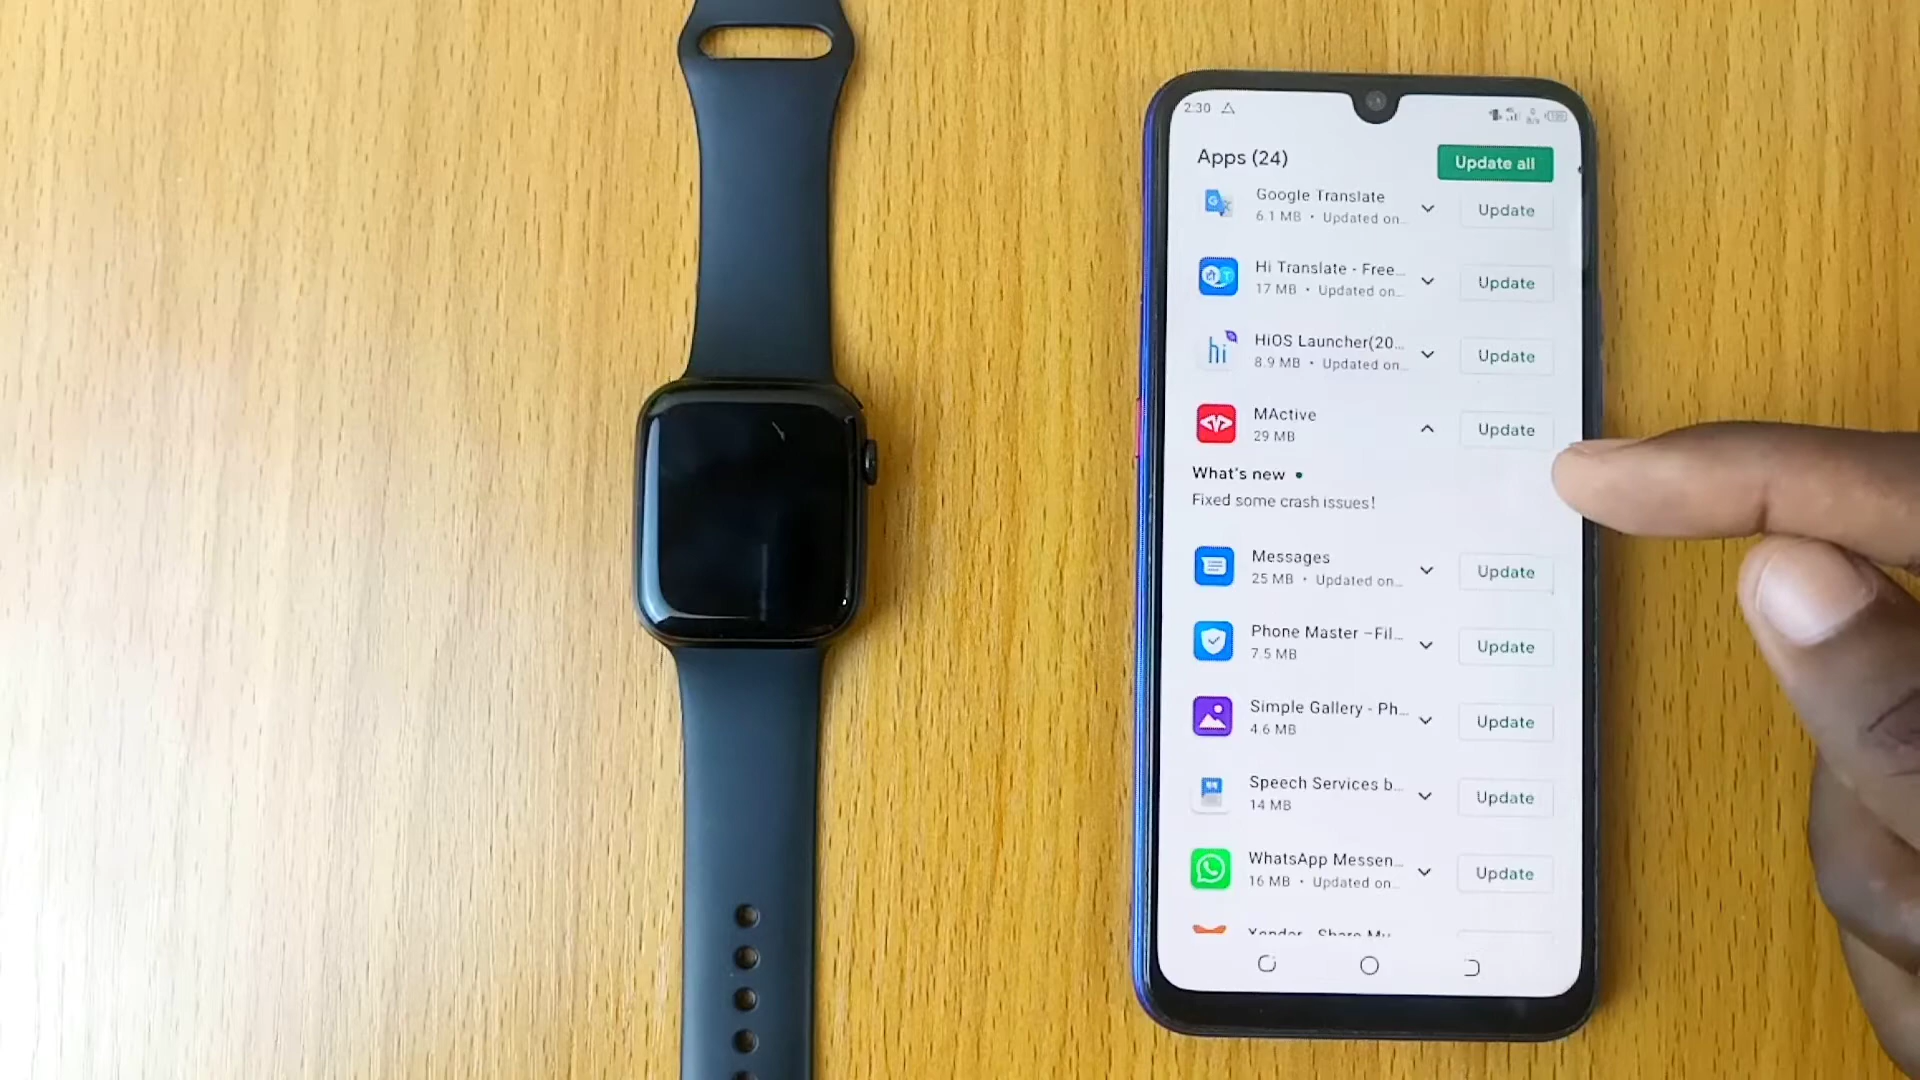 2:30
Apps (24)
Update all
Google Translate
6.1 MB • Updated on...
Update
Hi Translate - Free...
17 MB • Updated on...
Update
hi
HiOS Launcher(20...
8.9 MB • Updated on...
Update
MActive
29 MB
Update
What's new •
Fixed some crash issues!
Messages
25 MB • Updated on...
Update
Phone Master –Fil...
7.5 MB
Update
Simple Gallery - Ph...
4.6 MB
Update
Speech Services b...
14 MB
Update
WhatsApp Messen...
16 MB • Updated on...
Update